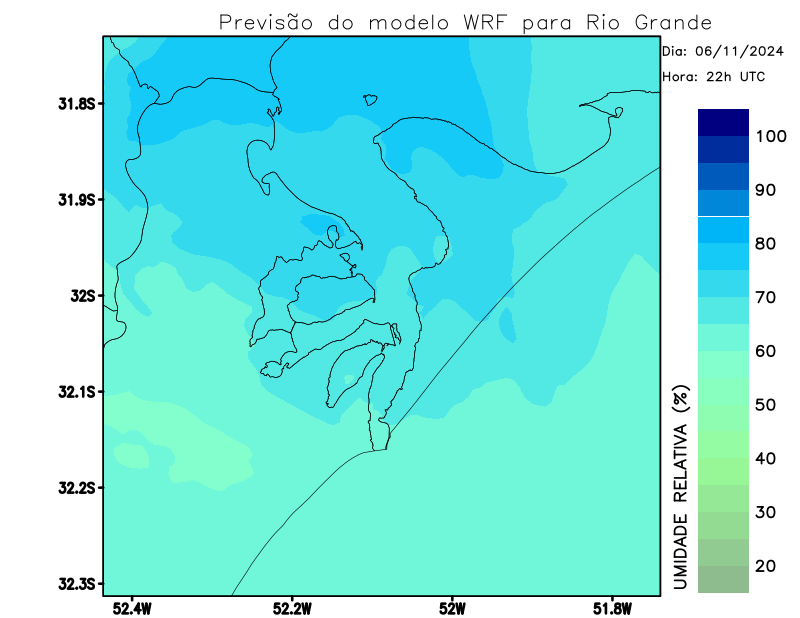 Previsão do modelo WRF para Rio Grande
Dia: 06/11/2024
Hora: 22h UTC
31.8S
31.9S
32S
32.1S
32.2S
32.3S
52.4W
52.2W
52W
51.8W
100
90
80
70
60
50
40
30
20
UMIDADE RELATIVA (%)